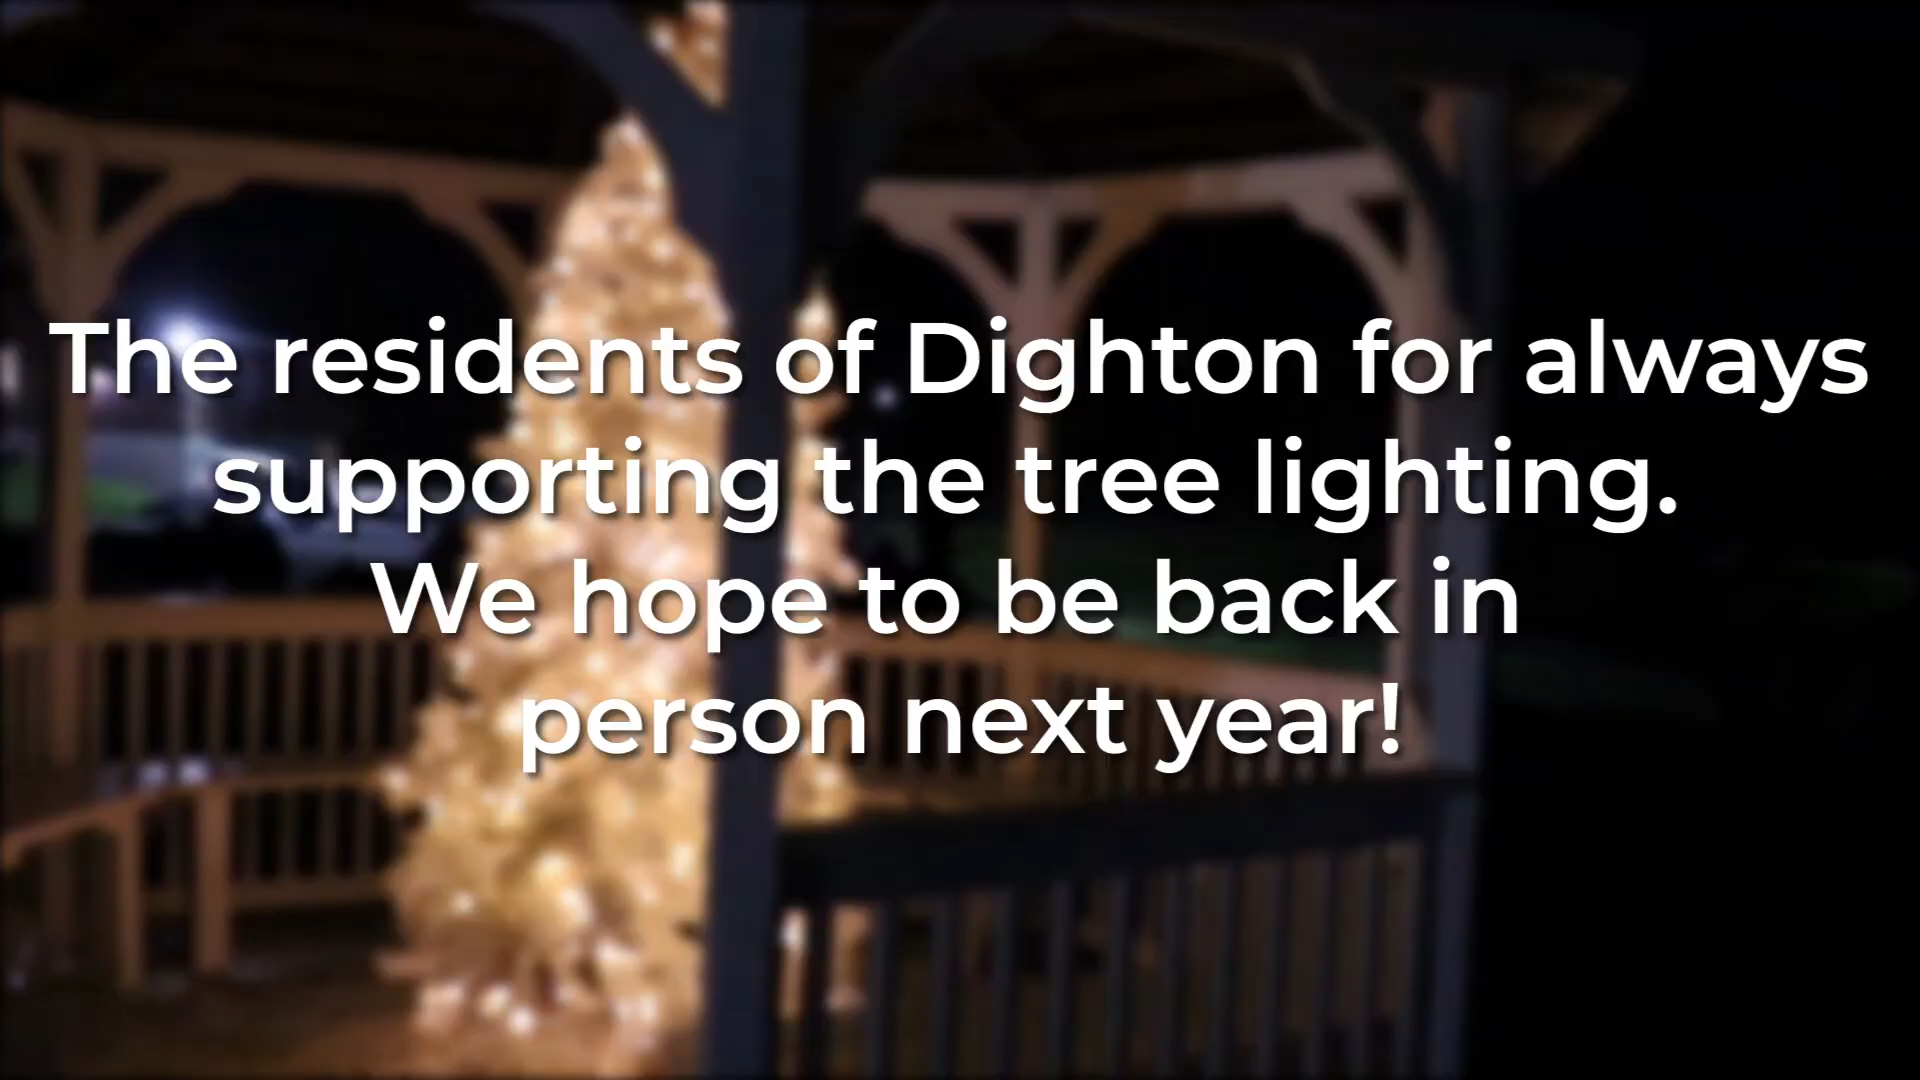 The residents of Dighton for always
supporting the tree lighting.
We hope to be back in
person next year!